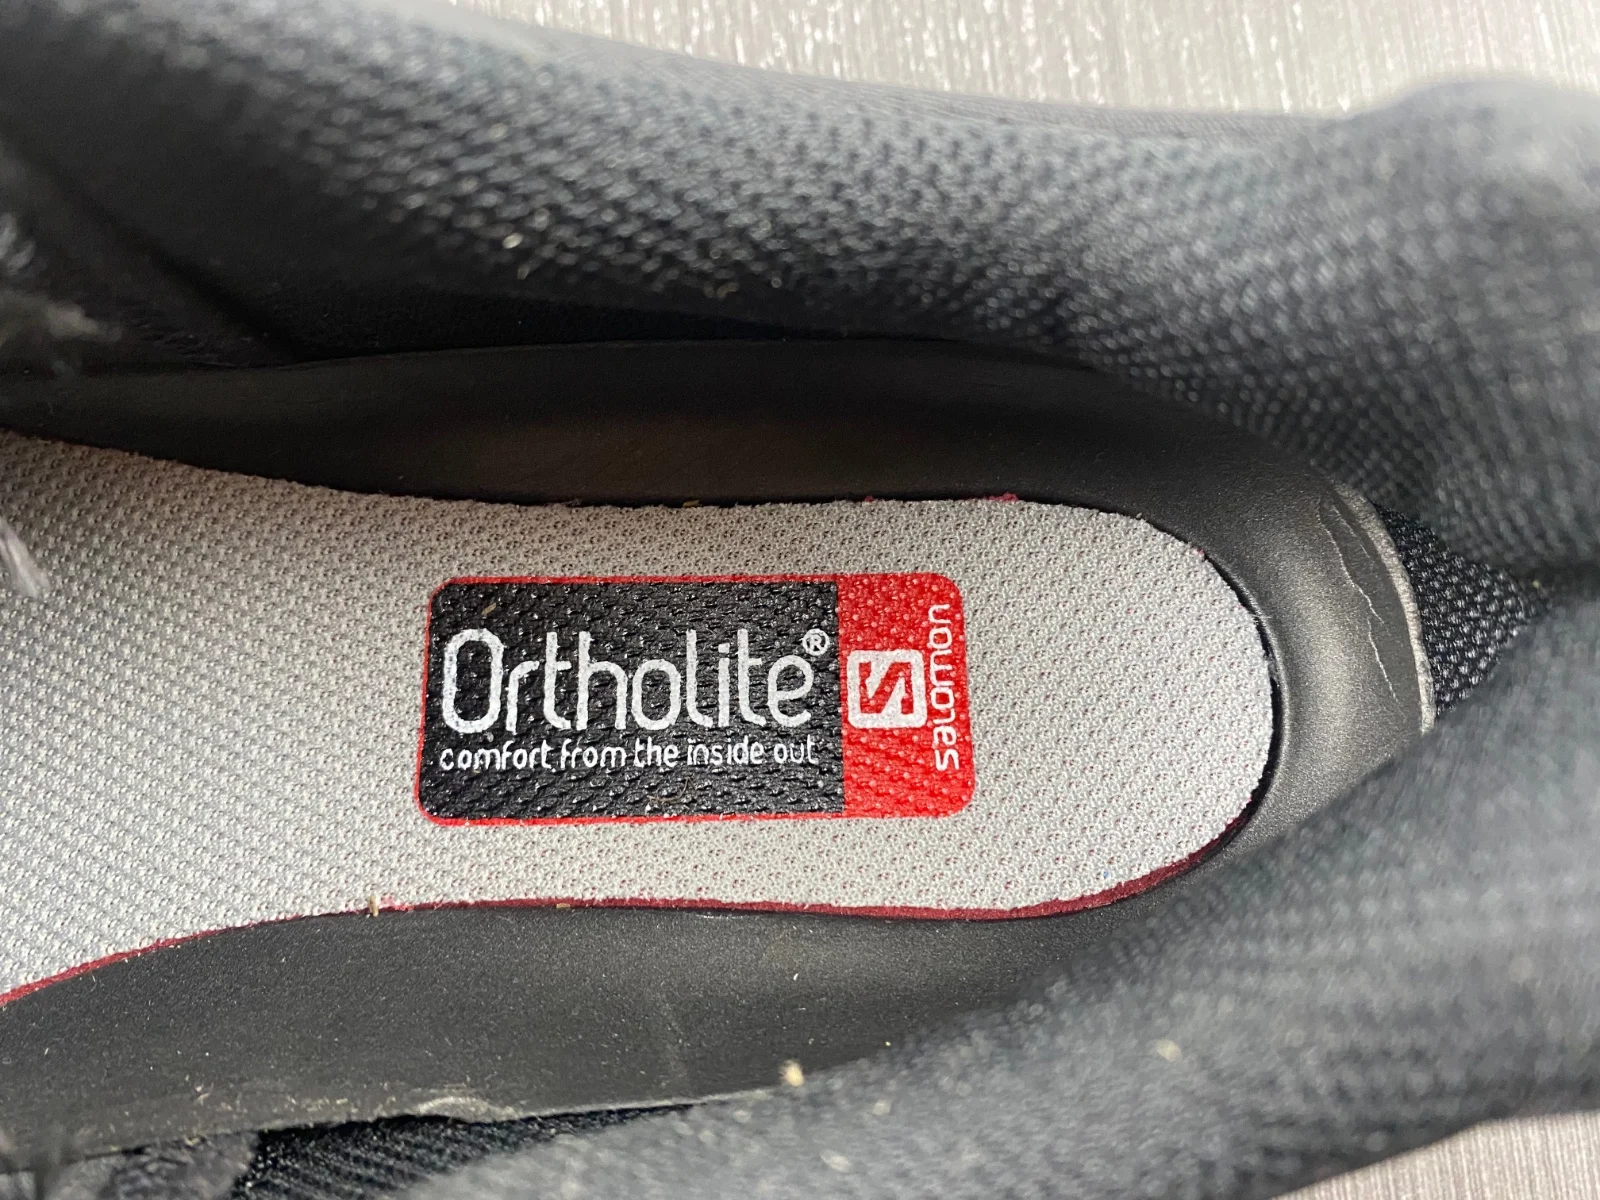 Ortholite®
comfort from the inside out
S
salomon